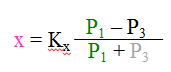 x = Kₓ (P₁ − P₃) / (P₁ + P₃)